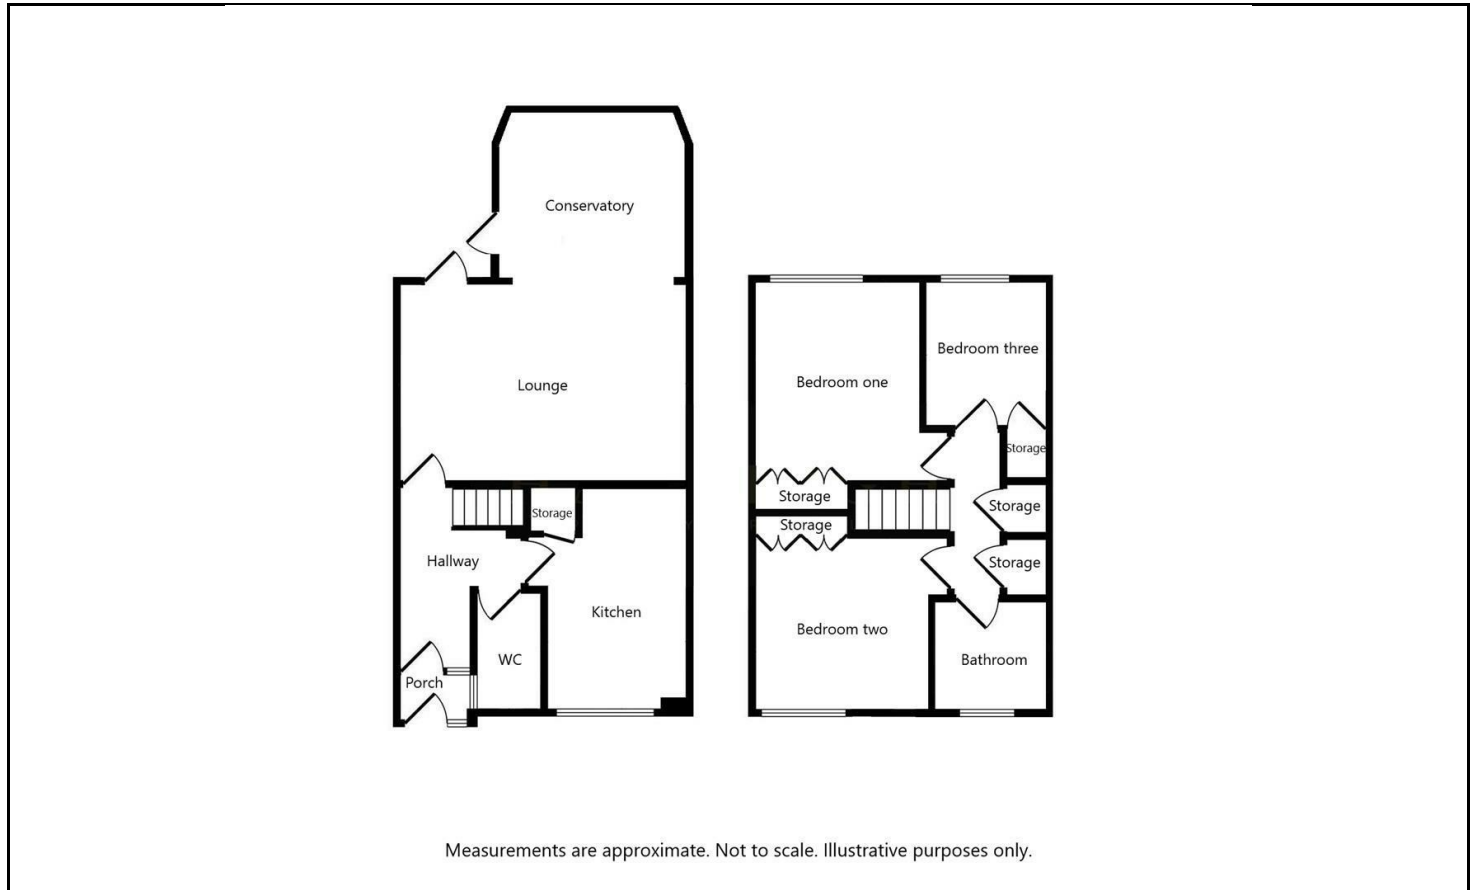 Conservatory
Lounge
Storage
Hallway
Kitchen
WC
Porch
Bedroom three
Bedroom one
Storage
Storage
Storage
Storage
Storage
Bedroom two
Bathroom
Measurements are approximate. Not to scale. Illustrative purposes only.